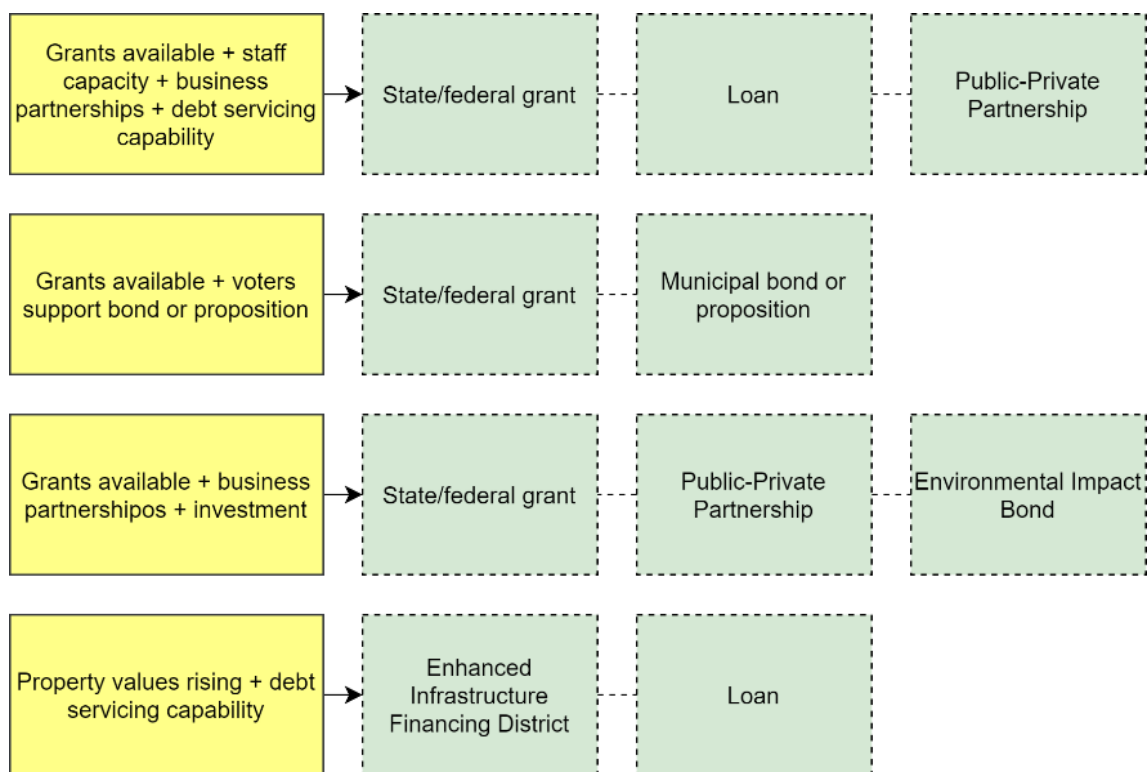 Grants available + staff
capacity + business
partnerships + debt servicing
capability
State/federal grant
Loan
Public-Private
Partnership
Grants available + voters
support bond or proposition
State/federal grant
Municipal bond or
proposition
Grants available + business
partnershipos + investment
State/federal grant
Public-Private
Partnership
Environmental Impact
Bond
Property values rising + debt
servicing capability
Enhanced
Infrastructure
Financing District
Loan